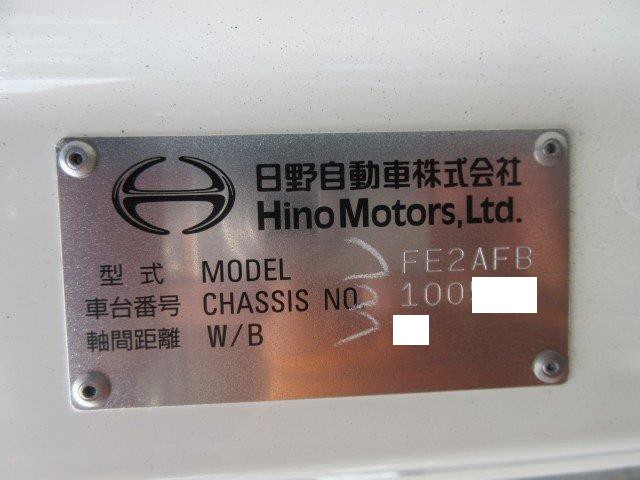 日野自動車株式会社
Hino Motors, Ltd.
型式 MODEL FE2AFB
車台番号 CHASSIS NO. 100
軸間距離 W/B